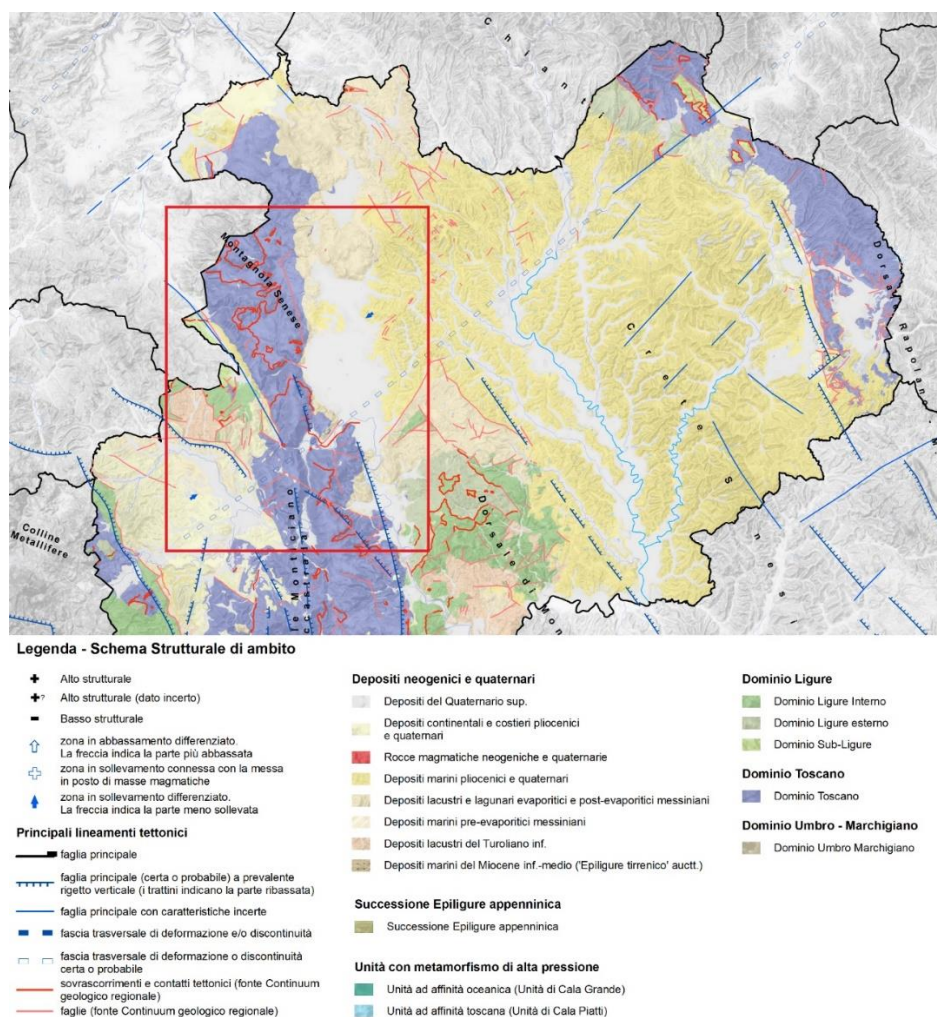 Chianti
Montagnola Senese
Dorsale Rapolano-M
Crete Senesi
Colline
Metallifere
le Monticiano
ccastrada
Dorsale di Mon
Legenda - Schema Strutturale di ambito
Alto strutturale
? Alto strutturale (dato incerto)
Basso strutturale
zona in abbassamento differenziato.
La freccia indica la parte più abbassata
zona in sollevamento connessa con la messa
in posto di masse magmatiche
zona in sollevamento differenziato.
La freccia indica la parte meno sollevata
Principali lineamenti tettonici
faglia principale
faglia principale (certa o probabile) a prevalente
rigetto verticale (i trattini indicano la parte ribassata)
faglia principale con caratteristiche incerte
fascia trasversale di deformazione e/o discontinuità
fascia trasversale di deformazione o discontinuità
certa o probabile
sovrascorrimenti e contatti tettonici (fonte Continuum
geologico regionale)
faglie (fonte Continuum geologico regionale)
Depositi neogenici e quaternari
Depositi del Quaternario sup.
Depositi continentali e costieri pliocenici
e quaternari
Rocce magmatiche neogeniche e quaternarie
Depositi marini pliocenici e quaternari
Depositi lacustri e lagunari evaporitici e post-evaporitici messiniani
Depositi marini pre-evaporitici messiniani
Depositi lacustri del Turoliano inf.
Depositi marini del Miocene inf.-medio ('Epiligure tirrenico' auctt.)
Successione Epiligure appenninica
Successione Epiligure appenninica
Unità con metamorfismo di alta pressione
Unità ad affinità oceanica (Unità di Cala Grande)
Unità ad affinità toscana (Unità di Cala Piatti)
Dominio Ligure
Dominio Ligure Interno
Dominio Ligure esterno
Dominio Sub-Ligure
Dominio Toscano
Dominio Toscano
Dominio Umbro - Marchigiano
Dominio Umbro Marchigiano